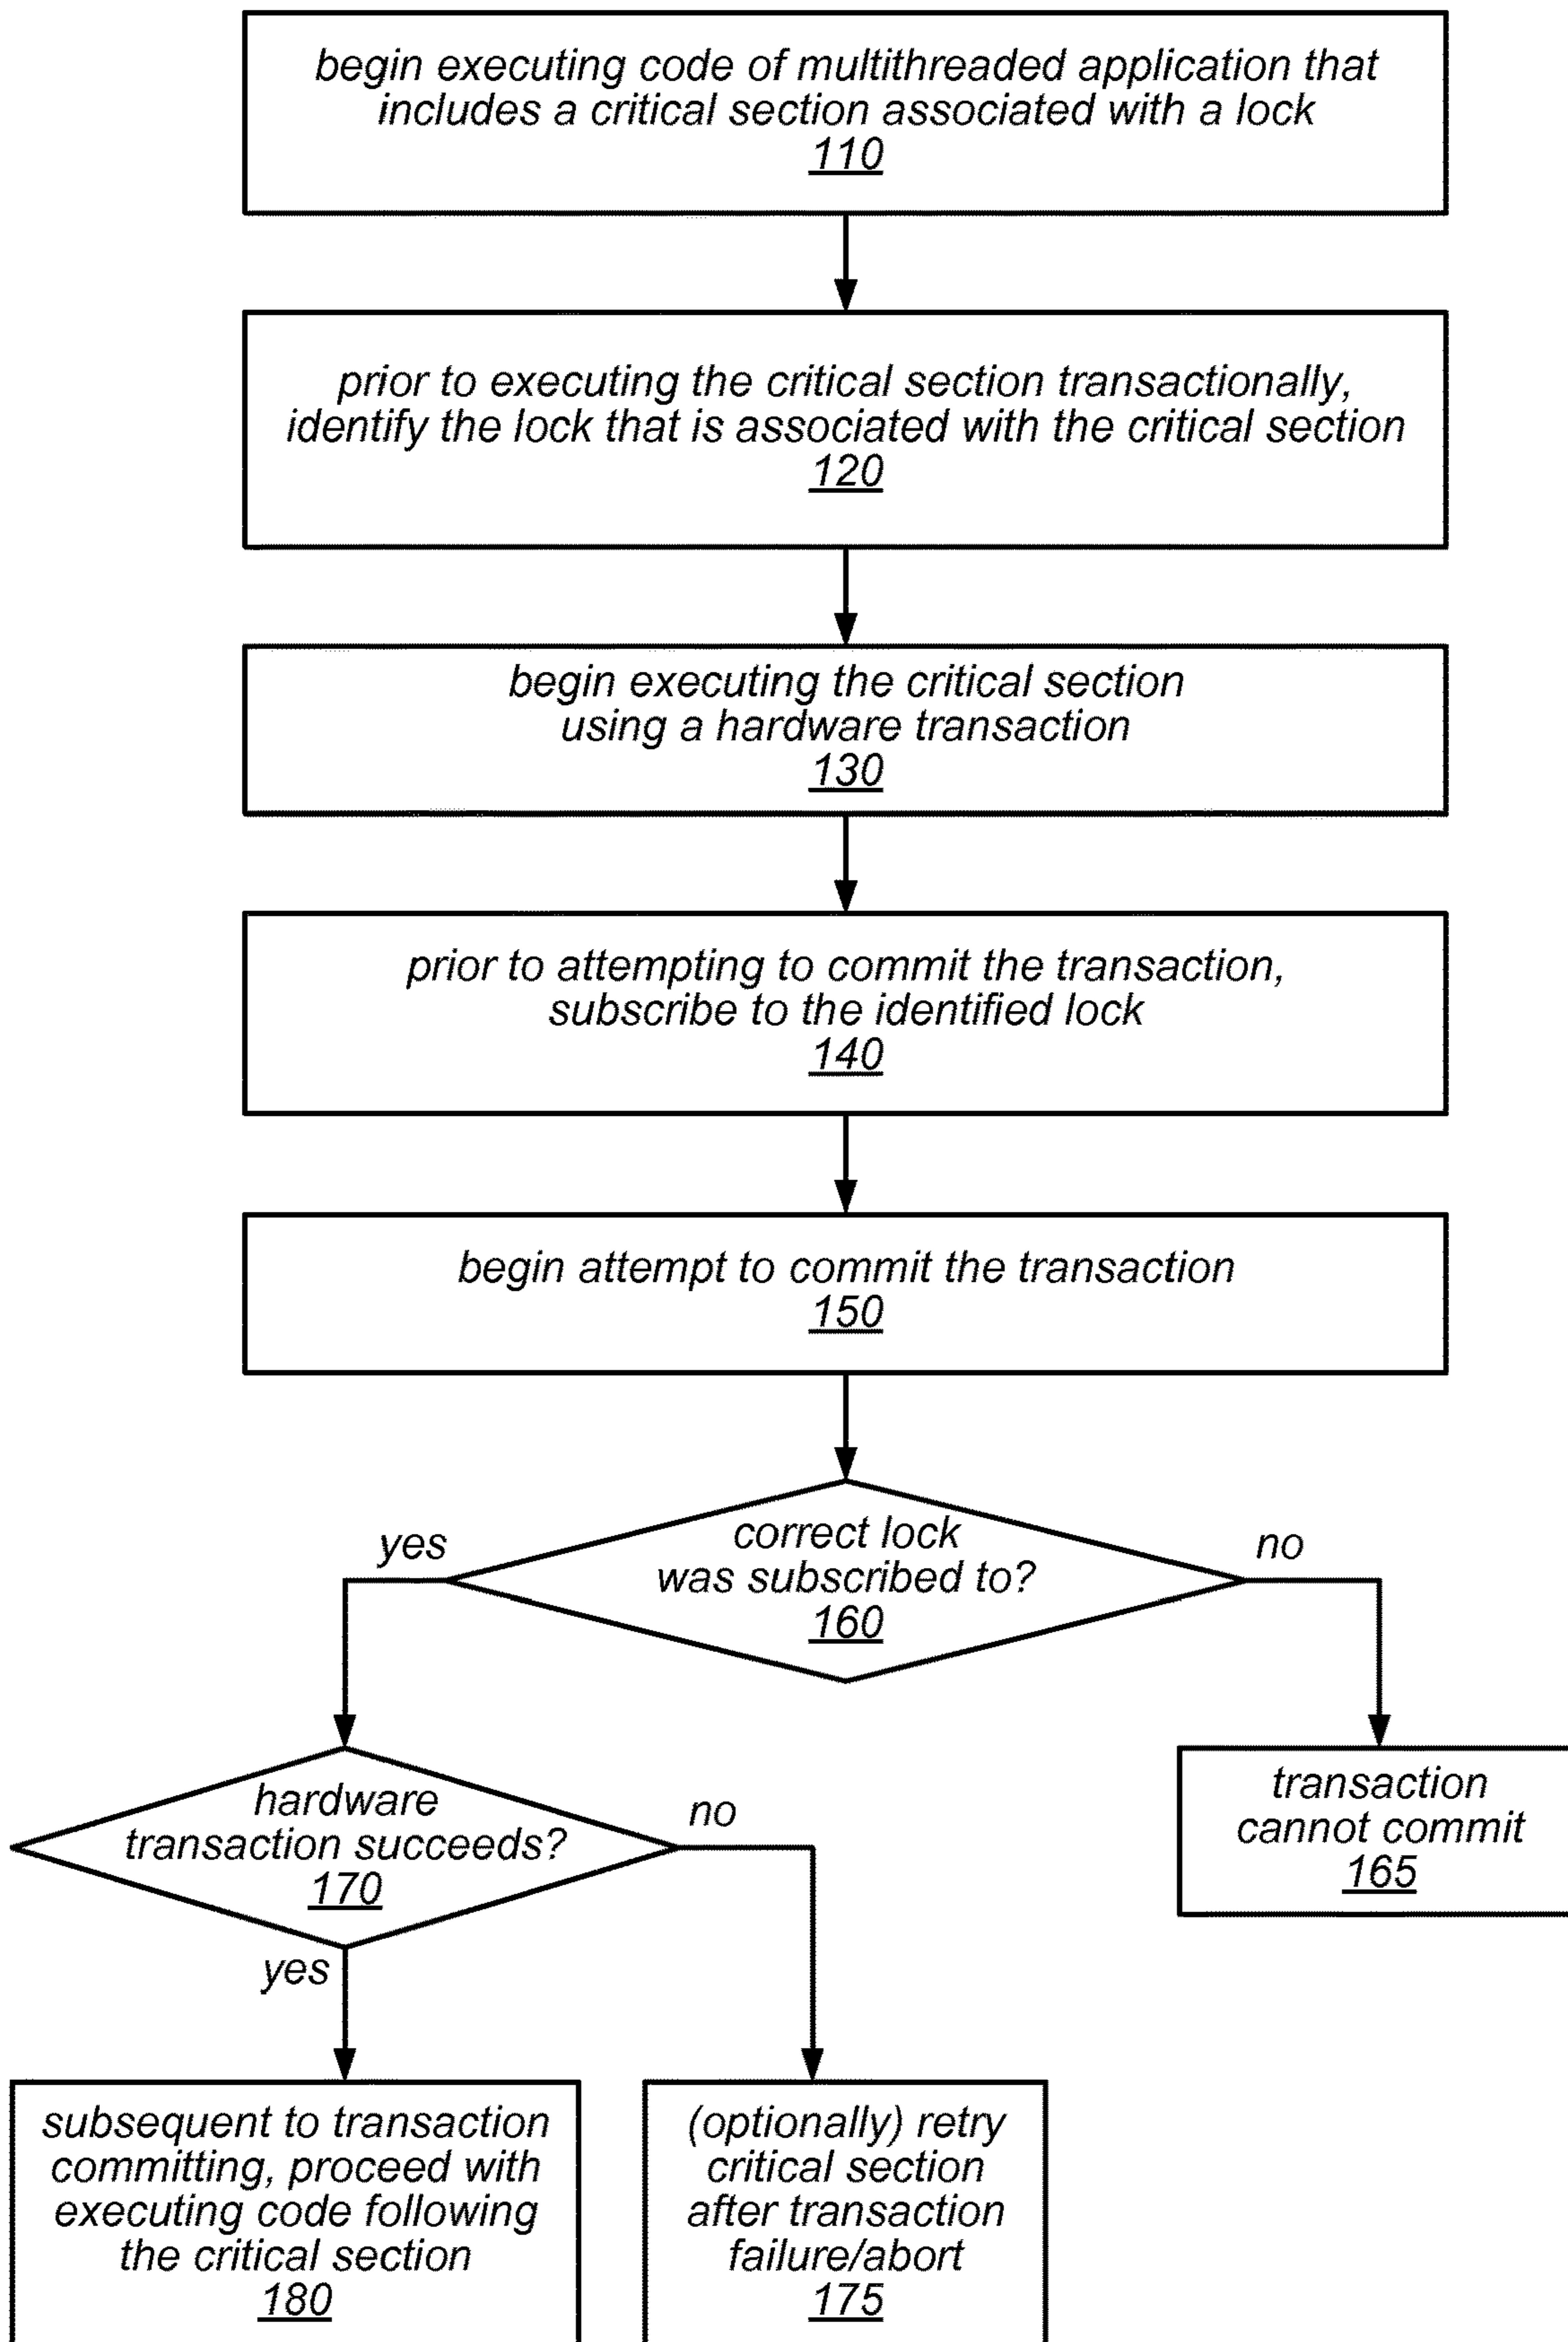 begin executing code of multithreaded application that
includes a critical section associated with a lock
110
prior to executing the critical section transactionally,
identify the lock that is associated with the critical section
120
begin executing the critical section
using a hardware transaction
130
prior to attempting to commit the transaction,
subscribe to the identified lock
140
begin attempt to commit the transaction
150
yes
correct lock
was subscribed to?
160
no
hardware
transaction succeeds?
170
no
yes
transaction
cannot commit
165
subsequent to transaction
committing, proceed with
executing code following
the critical section
180
(optionally) retry
critical section
after transaction
failure/abort
175